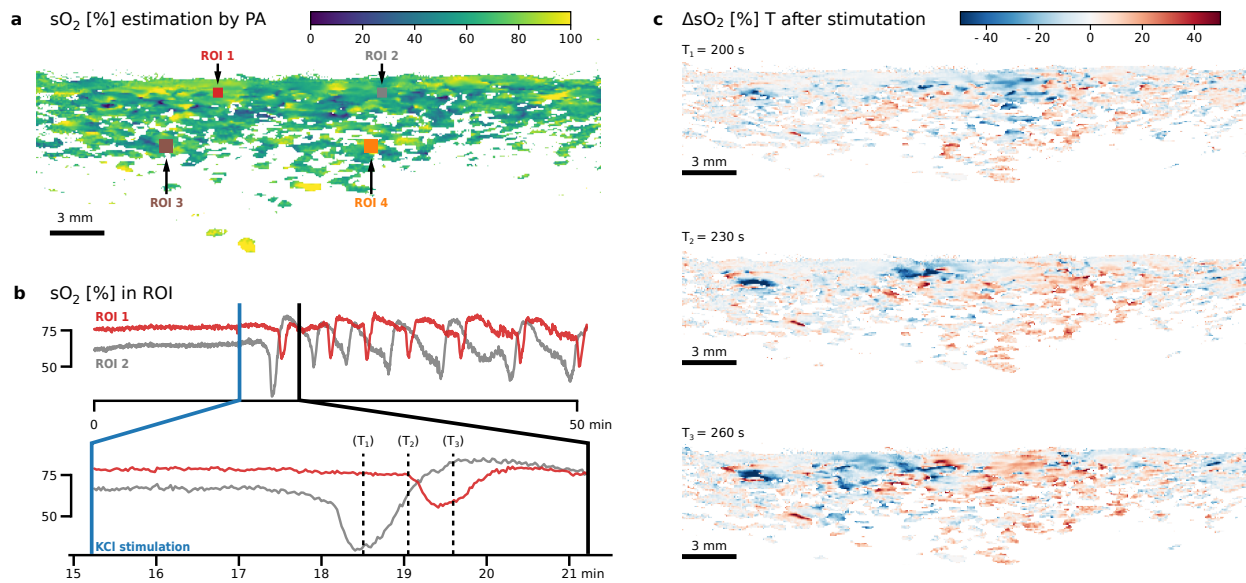 a sO2 [%] estimation by PA
0 20 40 60 80 100
ROI 1
ROI 2
ROI 3
ROI 4
3 mm
b sO2 [%] in ROI
ROI 1
75
ROI 2
50
0 50 min
(T1) (T2) (T3)
75
50
KCl stimulation
15 16 17 18 19 20 21 min
c ΔsO2 [%] T after stimutation
- 40 - 20 0 20 40
T1 = 200 s
3 mm
T2 = 230 s
3 mm
T3 = 260 s
3 mm